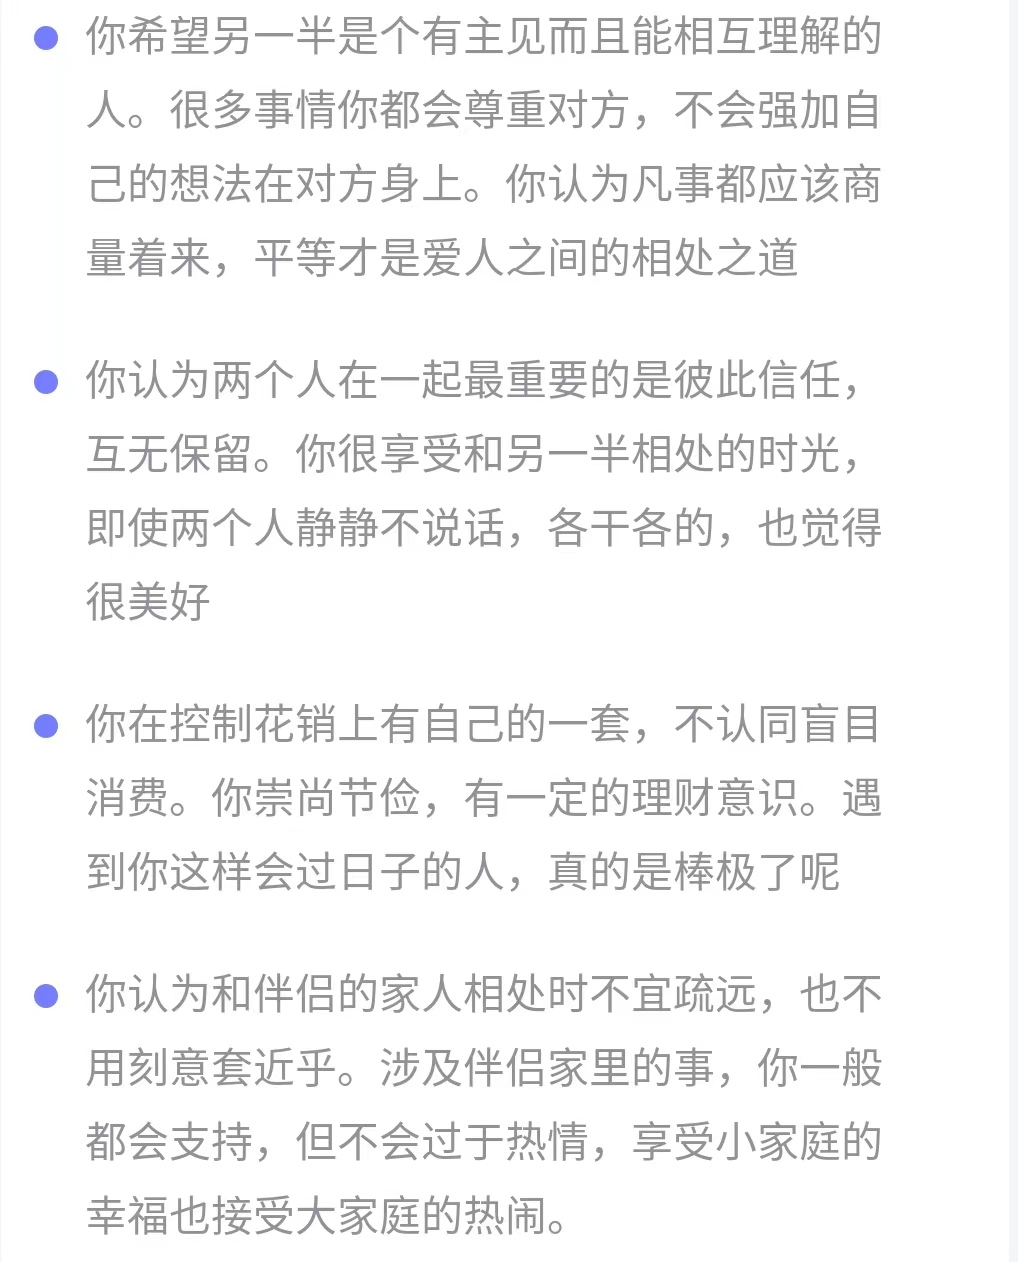 你希望另一半是个有主见而且能相互理解的
人。很多事情你都会尊重对方，不会强加自
己的想法在对方身上。你认为凡事都应该商
量着来，平等才是爱人之间的相处之道
你认为两个人在一起最重要的是彼此信任，
互无保留。你很享受和另一半相处的时光，
即使两个人静静不说话，各干各的，也觉得
很美好
你在控制花销上有自己的一套，不认同盲目
消费。你崇尚节俭，有一定的理财意识。遇
到你这样会过日子的人，真的是棒极了呢
你认为和伴侣的家人相处时不宜疏远，也不
用刻意套近乎。涉及伴侣家里的事，你一般
都会支持，但不会过于热情，享受小家庭的
幸福也接受大家庭的热闹。